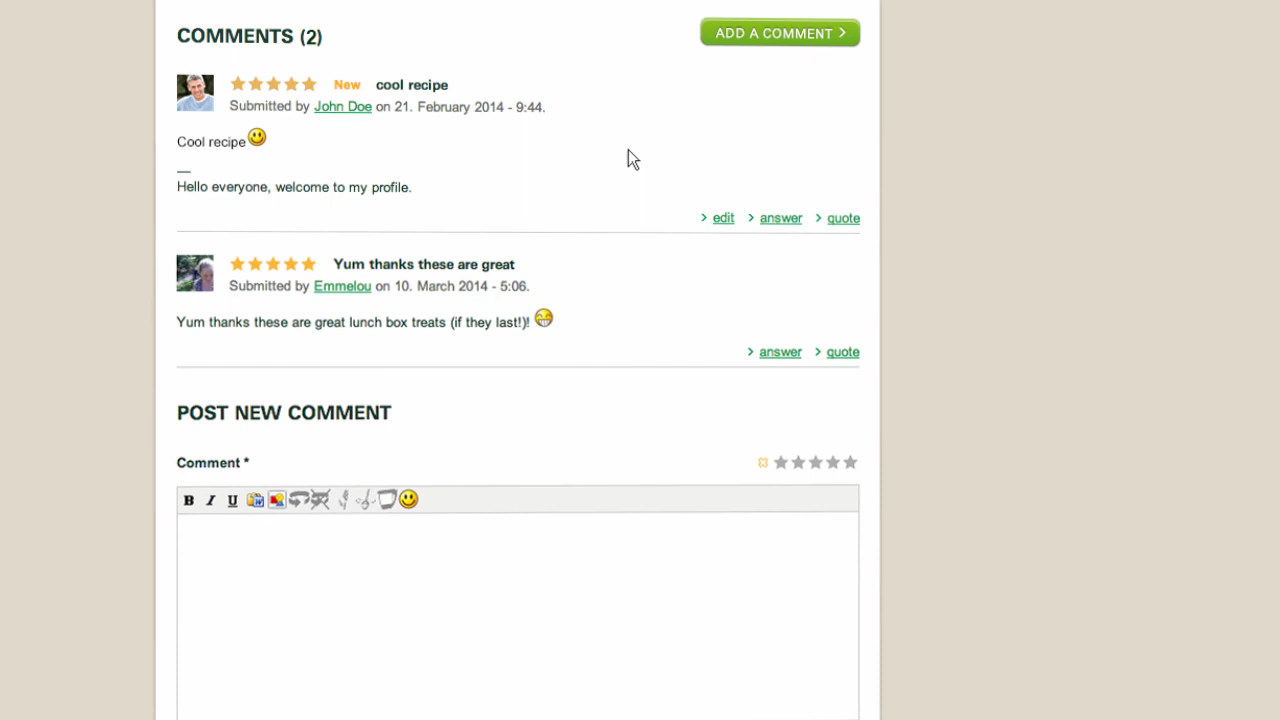 COMMENTS (2)
ADD A COMMENT >
New cool recipe
Submitted by John Doe on 21. February 2014 - 9:44.
Cool recipe
—
Hello everyone, welcome to my profile.
> edit > answer > quote
Yum thanks these are great
Submitted by Emmelou on 10. March 2014 - 5:06.
Yum thanks these are great lunch box treats (if they last!)!
> answer > quote
POST NEW COMMENT
Comment *
B I U